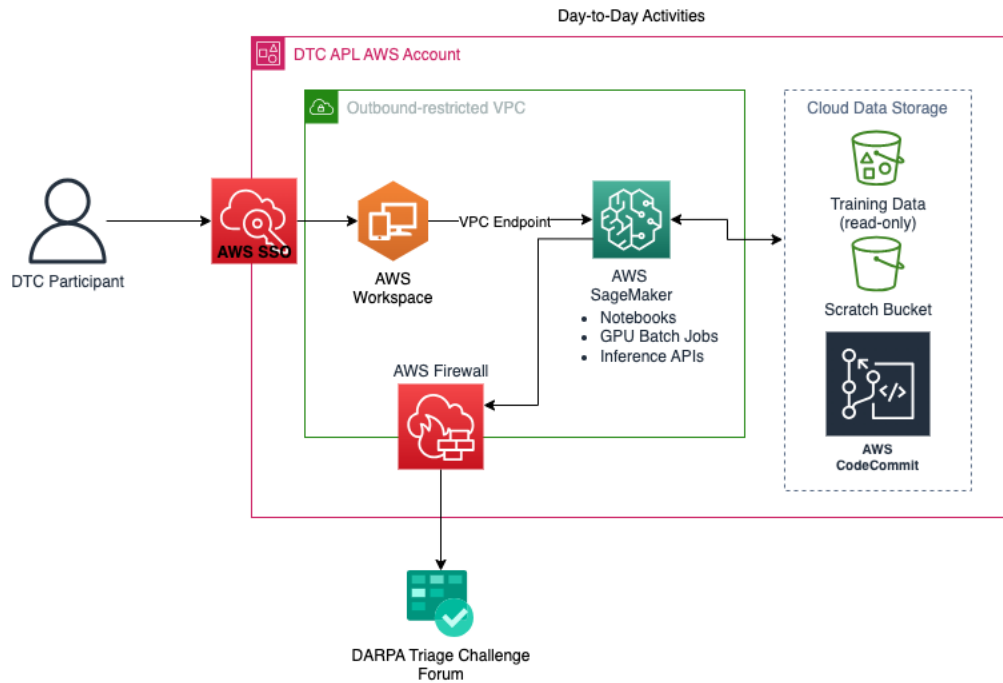 Day-to-Day Activities
DTC APL AWS Account
Outbound-restricted VPC
Cloud Data Storage
Training Data
(read-only)
DTC Participant
AWS SSO
VPC Endpoint
AWS
Workspace
AWS
SageMaker
• Notebooks
• GPU Batch Jobs
• Inference APIs
Scratch Bucket
AWS Firewall
</>
AWS
CodeCommit
DARPA Triage Challenge
Forum